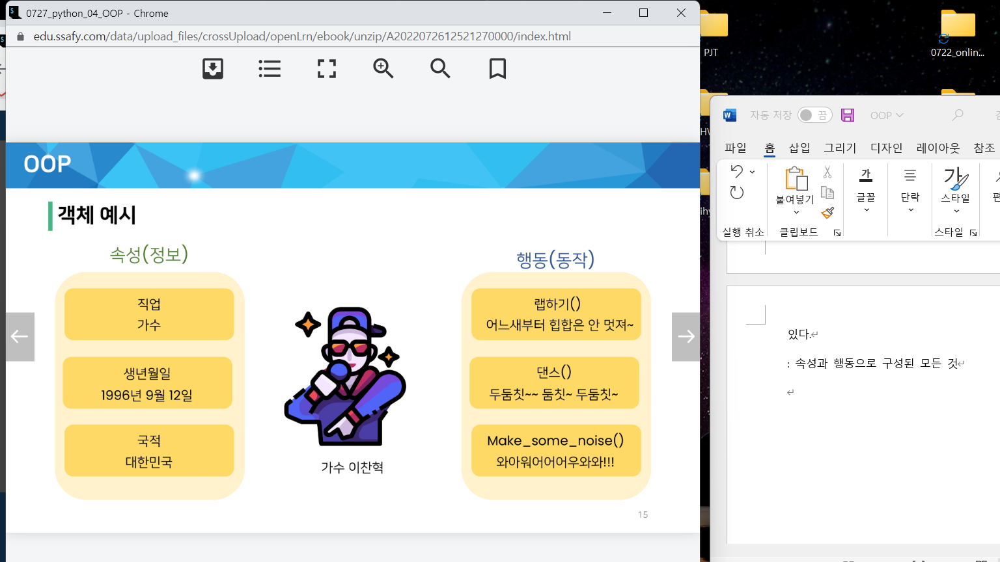 0727_python_04_OOP - Chrome
edu.ssafy.com/data/upload_files/crossUpload/openLrn/ebook/unzip/A2022072612521270000/index.html
OOP
객체 예시
속성(정보)
직업
가수
생년월일
1996년 9월 12일
국적
대한민국
가수 이찬혁
행동(동작)
랩하기()
어느새부터 힙합은 안 멋져~
댄스()
두둠칫~~ 둠칫~ 두둠칫~
Make_some_noise()
와아워어어어우와와!!!
15
PJT
0722_onlin...
자동 저장 끔 OOP
파일 홈 삽입 그리기 디자인 레이아웃 참조
붙여넣기
가
글꼴
단락
가
스타일
실행 취소 클립보드 스타일
있다.
: 속성과 행동으로 구성된 모든 것